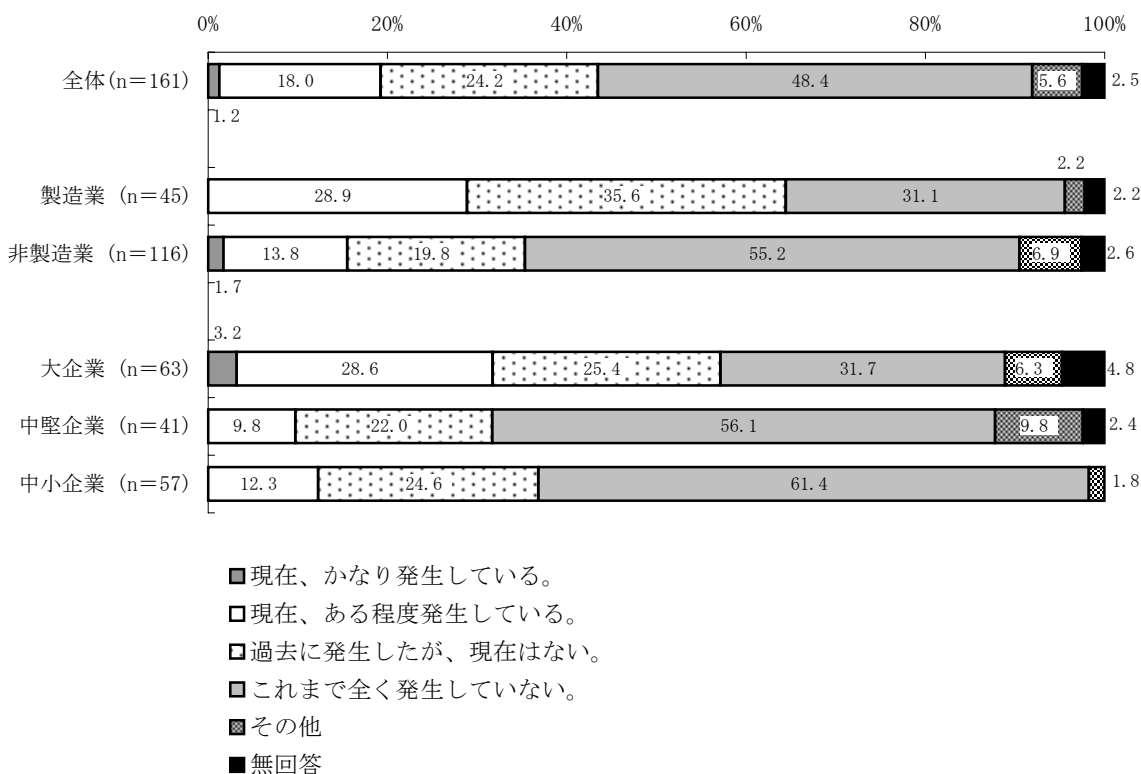 0% 20% 40% 60% 80% 100%
全体(n＝161) 18.0 24.2 48.4 5.6 2.5
1.2
2.2
製造業 (n＝45) 28.9 35.6 31.1 2.2
非製造業 (n＝116) 13.8 19.8 55.2 6.9 2.6
1.7
3.2
大企業 (n＝63) 28.6 25.4 31.7 6.3 4.8
中堅企業 (n＝41) 9.8 22.0 56.1 9.8 2.4
中小企業 (n＝57) 12.3 24.6 61.4 1.8
現在、かなり発生している。
現在、ある程度発生している。
過去に発生したが、現在はない。
これまで全く発生していない。
その他
無回答